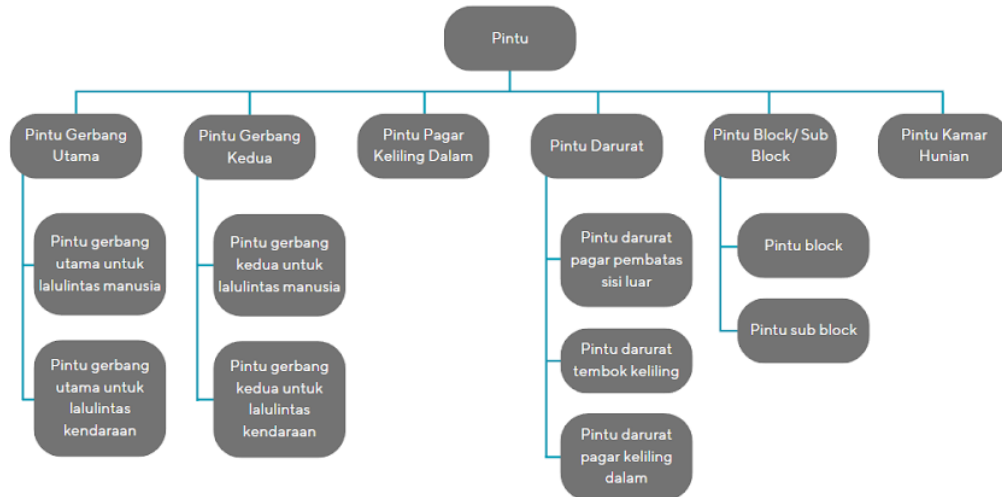 Pintu
Pintu Gerbang
Utama
Pintu Gerbang
Kedua
Pintu Pagar
Keliling Dalam
Pintu Darurat
Pintu Block/ Sub
Block
Pintu Kamar
Hunian
Pintu gerbang
utama untuk
lalulintas manusia
Pintu gerbang
utama untuk
lalulintas
kendaraan
Pintu gerbang
kedua untuk
lalulintas manusia
Pintu gerbang
kedua untuk
lalulintas
kendaraan
Pintu darurat
pagar pembatas
sisi luar
Pintu darurat
tembok keliling
Pintu darurat
pagar keliling
dalam
Pintu block
Pintu sub block